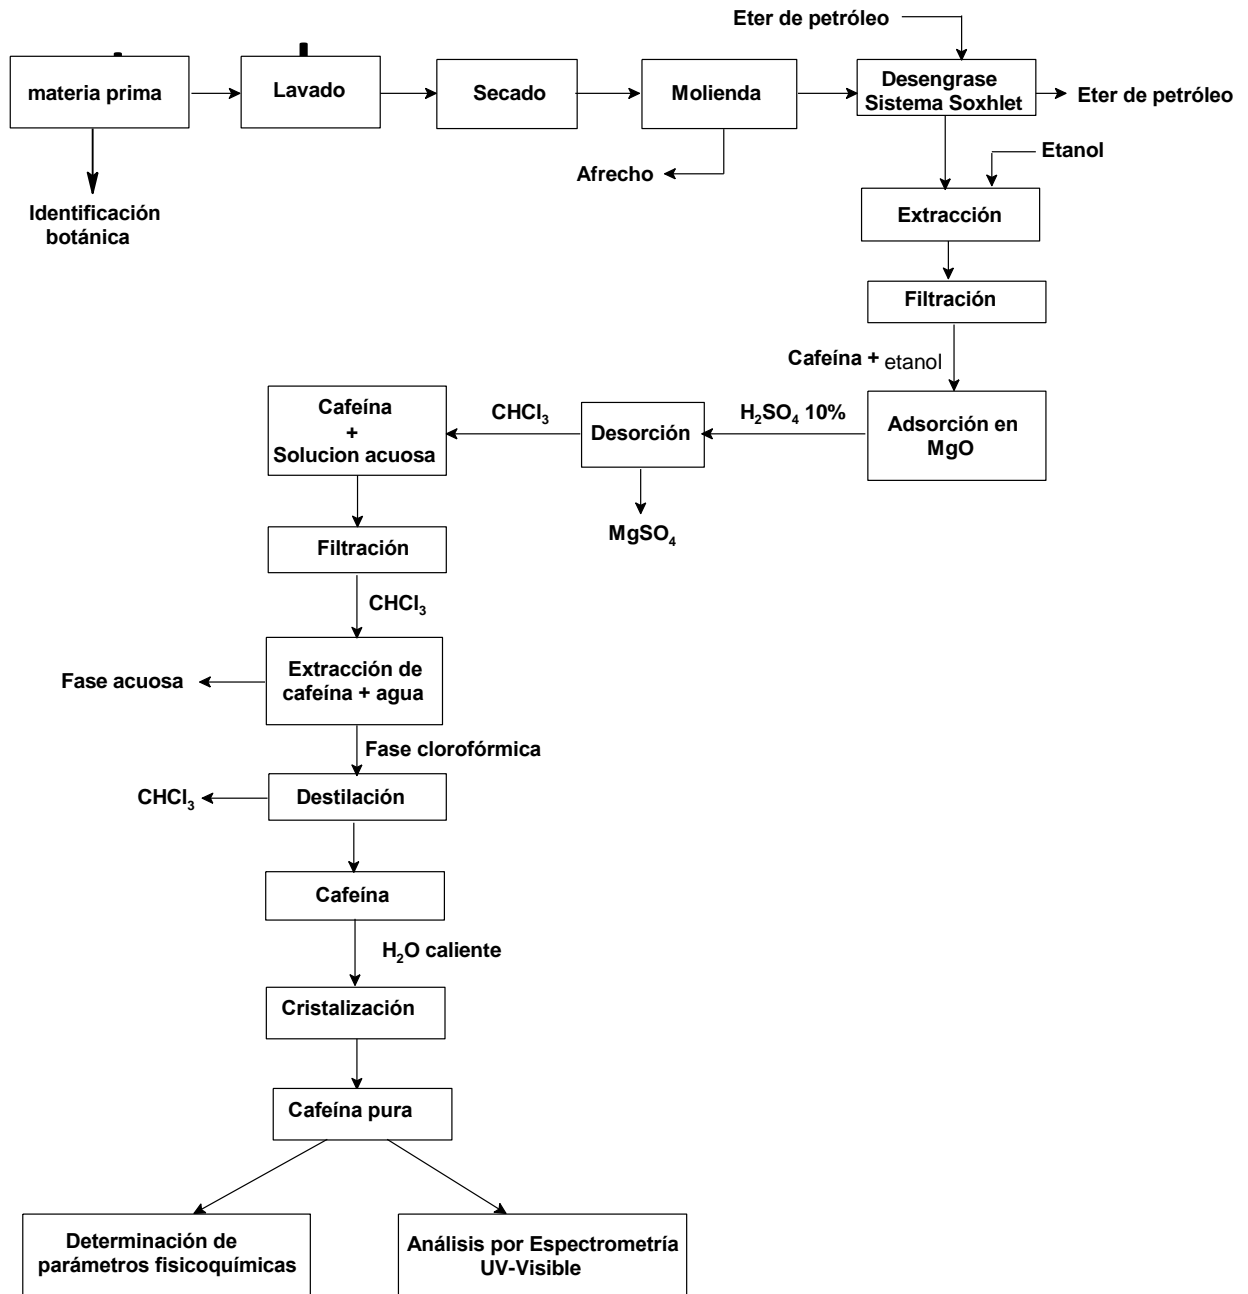 Eter de petróleo
materia prima
Lavado
Secado
Molienda
Desengrase
Sistema Soxhlet
Eter de petróleo
Afrecho
Etanol
Identificación
botánica
Extracción
Filtración
Cafeína + etanol
Adsorción en
MgO
H₂SO₄ 10%
Desorción
MgSO₄
CHCl₃
Cafeína
+
Solucion acuosa
Filtración
CHCl₃
Extracción de
cafeína + agua
Fase acuosa
Fase clorofórmica
Destilación
CHCl₃
Cafeína
H₂O caliente
Cristalización
Cafeína pura
Determinación de
parámetros fisicoquímicas
Análisis por Espectrometría
UV-Visible